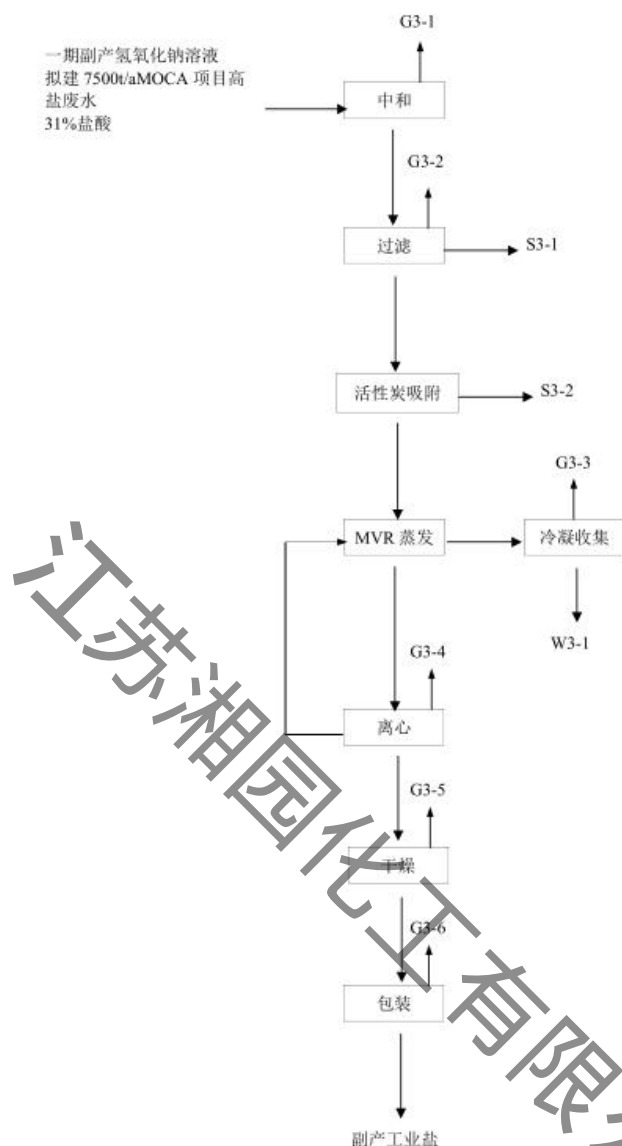 G3-1
一期副产氢氧化钠溶液
拟建 7500t/aMOCA 项目高
盐废水
31%盐酸
中和
G3-2
过滤
S3-1
活性炭吸附
S3-2
G3-3
MVR 蒸发
冷凝收集
W3-1
G3-4
离心
G3-5
干燥
G3-6
包装
副产工业盐
江苏湘园化工有限公